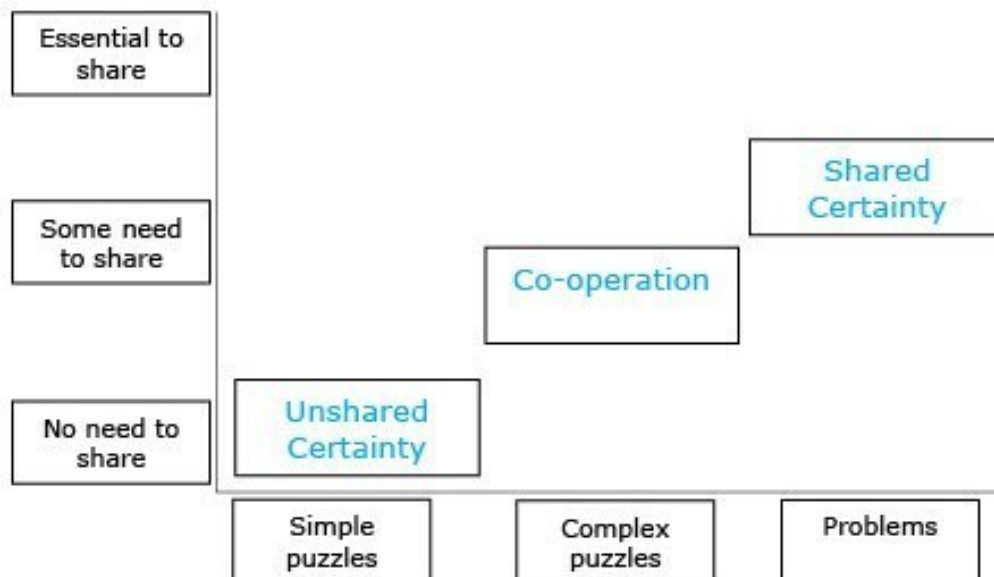 Essential to
share
Shared
Certainty
Some need
to share
Co-operation
Unshared
Certainty
No need to
share
Simple
puzzles
Complex
puzzles
Problems